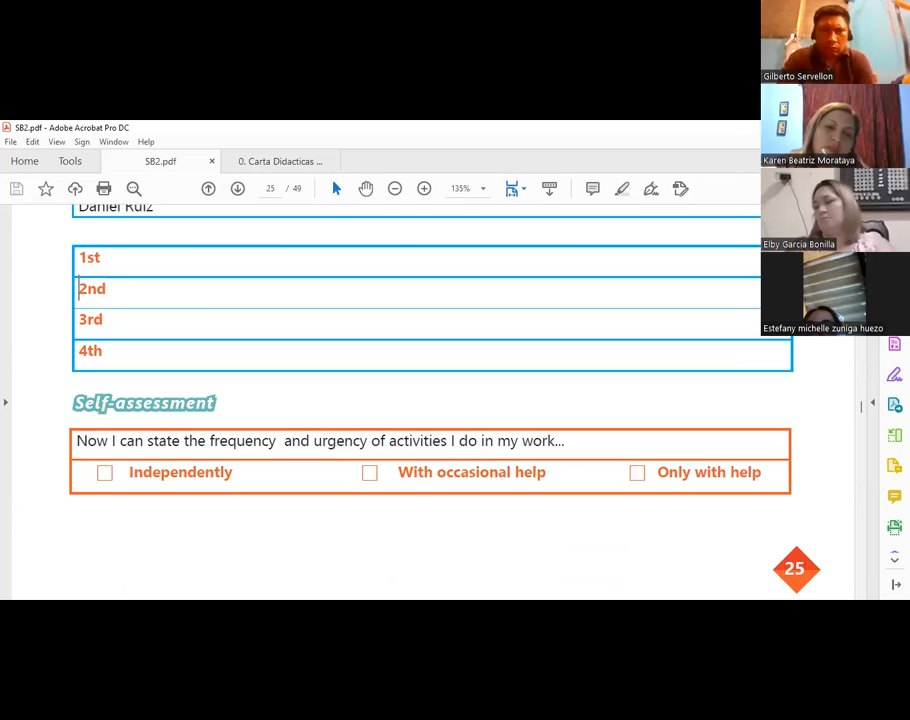 SB2.pdf - Adobe Acrobat Pro DC
File Edit View Sign Window Help
Home Tools SB2.pdf × 0. Carta Didacticas ...
25 / 49 135%
Daniel Ruiz
1st
2nd
3rd
4th
Self-assessment
Now I can state the frequency and urgency of activities I do in my work...
Independently With occasional help Only with help
25
Gilberto Servellon
Karen Beatriz Morataya
Elby Garcia Bonilla
Estefany michelle zuniga huezo